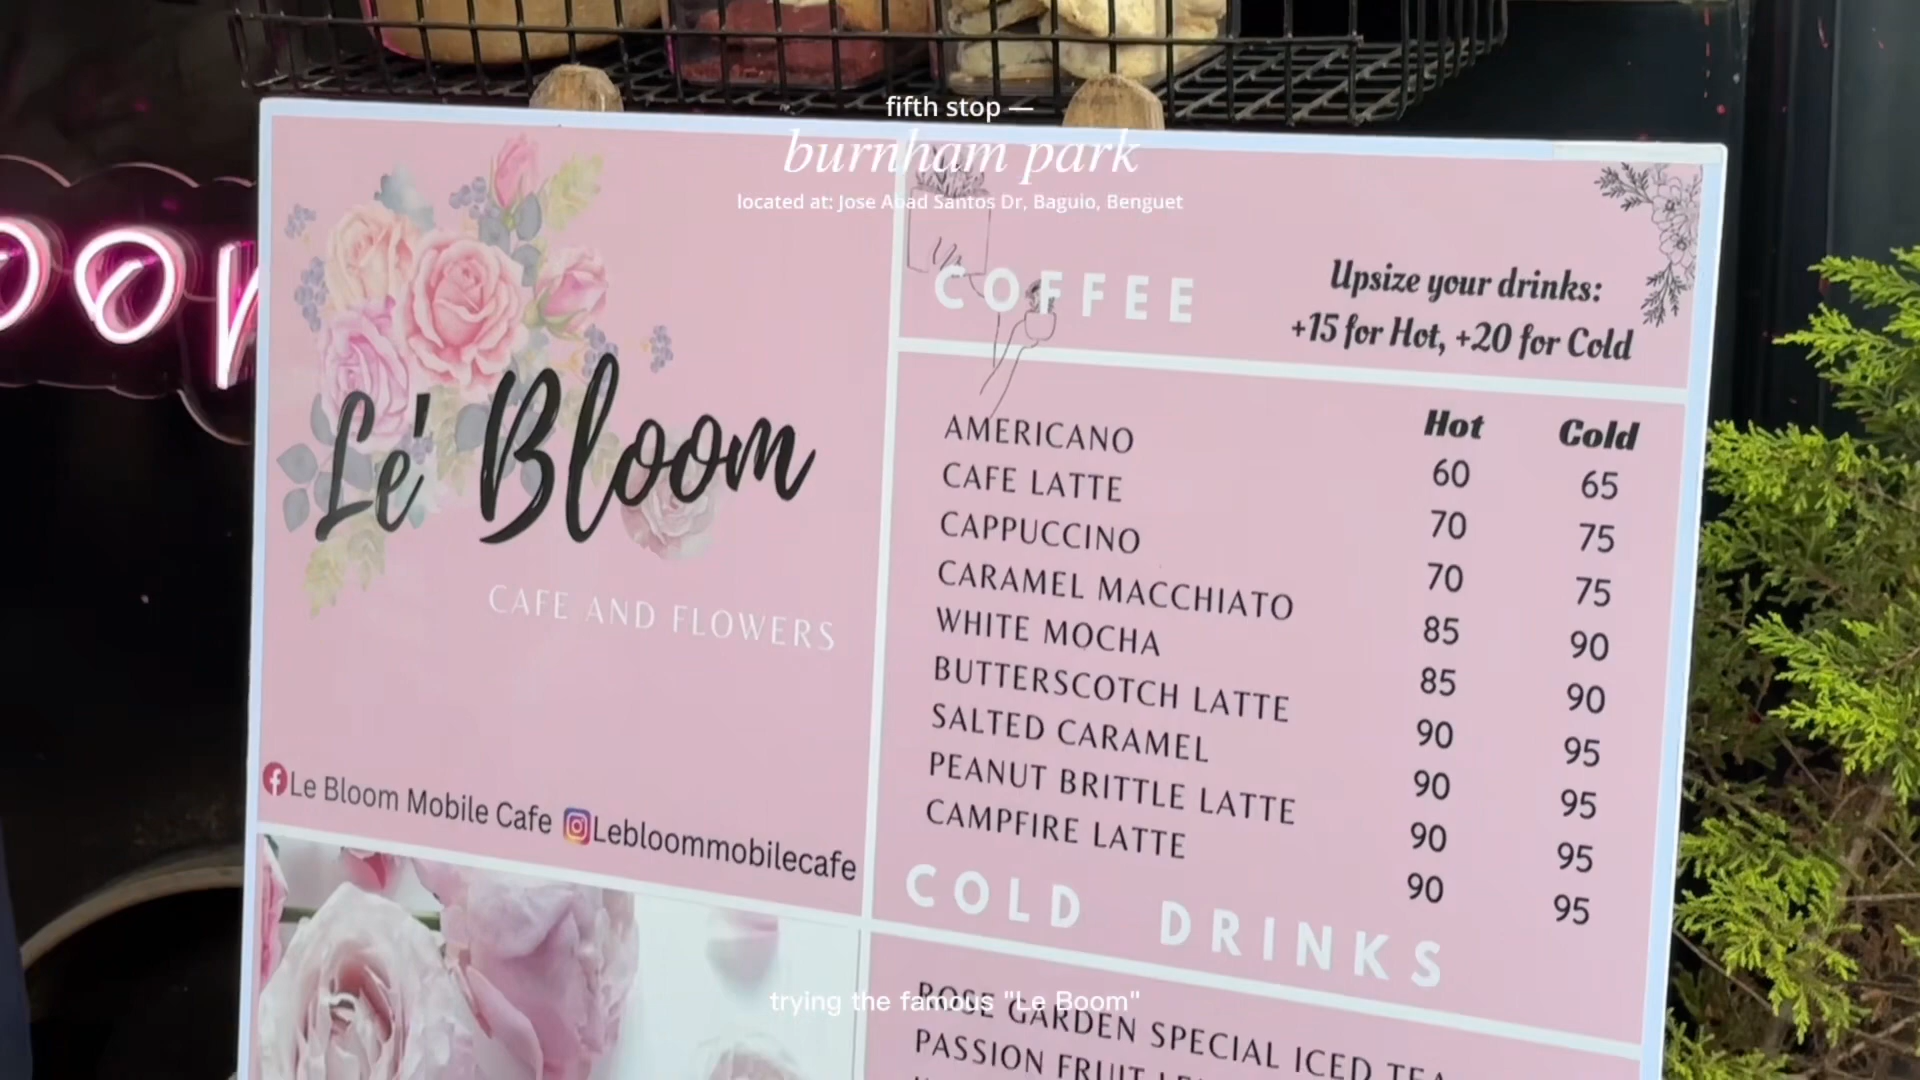 fifth stop —
burnham park
located at: Jose Abad Santos Dr, Baguio, Benguet
Le' Bloom
CAFE AND FLOWERS
Le Bloom Mobile Cafe
Lebloommobilecafe
COFFEE
Upsize your drinks:
+15 for Hot, +20 for Cold
Hot Cold
AMERICANO 60 65
CAFE LATTE 70 75
CAPPUCCINO 70 75
CARAMEL MACCHIATO 85 90
WHITE MOCHA 85 90
BUTTERSCOTCH LATTE 90 95
SALTED CARAMEL 90 95
PEANUT BRITTLE LATTE 90 95
CAMPFIRE LATTE 90 95
COLD DRINKS
ROSE GARDEN SPECIAL ICED TEA
PASSION FRUIT
trying the famous "Le Boom"